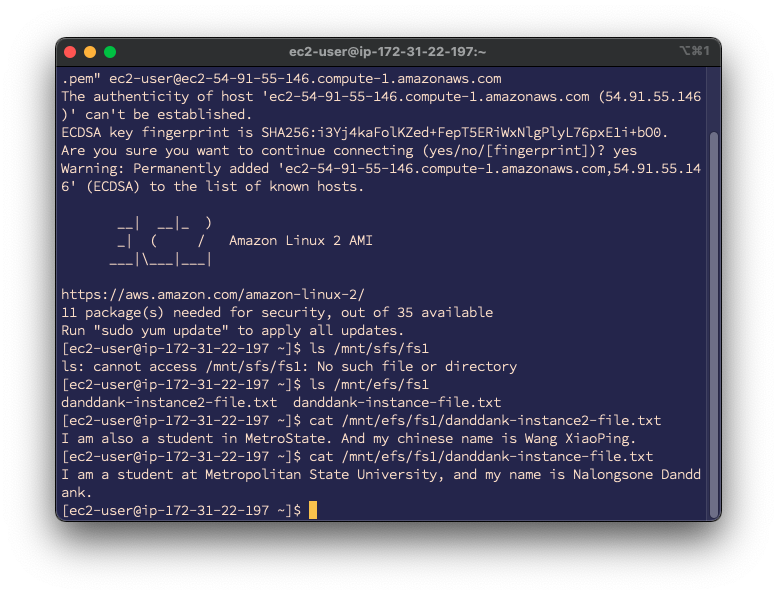 ec2-user@ip-172-31-22-197:~
⌥⌘1
.pem" ec2-user@ec2-54-91-55-146.compute-1.amazonaws.com
The authenticity of host 'ec2-54-91-55-146.compute-1.amazonaws.com (54.91.55.146
)' can't be established.
ECDSA key fingerprint is SHA256:i3Yj4kaFolKZed+FepT5ERiWxNlgPlyL76pxE1i+bO0.
Are you sure you want to continue connecting (yes/no/[fingerprint])? yes
Warning: Permanently added 'ec2-54-91-55-146.compute-1.amazonaws.com,54.91.55.14
6' (ECDSA) to the list of known hosts.
       __|  __|_  )
       _|  (     /   Amazon Linux 2 AMI
      ___|\___|___|
https://aws.amazon.com/amazon-linux-2/
11 package(s) needed for security, out of 35 available
Run "sudo yum update" to apply all updates.
[ec2-user@ip-172-31-22-197 ~]$ ls /mnt/sfs/fs1
ls: cannot access /mnt/sfs/fs1: No such file or directory
[ec2-user@ip-172-31-22-197 ~]$ ls /mnt/efs/fs1
danddank-instance2-file.txt  danddank-instance-file.txt
[ec2-user@ip-172-31-22-197 ~]$ cat /mnt/efs/fs1/danddank-instance2-file.txt
I am also a student in MetroState. And my chinese name is Wang XiaoPing.
[ec2-user@ip-172-31-22-197 ~]$ cat /mnt/efs/fs1/danddank-instance-file.txt
I am a student at Metropolitan State University, and my name is Nalongsone Dandd
ank.
[ec2-user@ip-172-31-22-197 ~]$